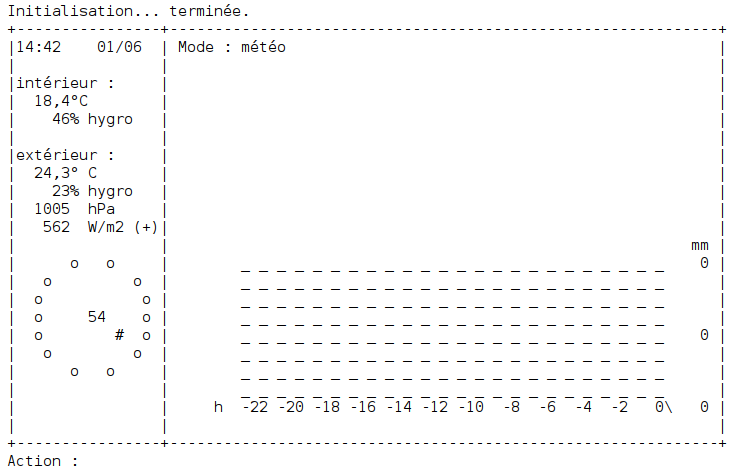 Initialisation... terminée.
+----------------+-------------------------------------------------------------+
|14:42    01/06  | Mode : météo                                                |
|                |                                                             |
|intérieur :     |                                                             |
|  18,4°C        |                                                             |
|    46% hygro   |                                                             |
|                |                                                             |
|extérieur :     |                                                             |
|  24,3° C       |                                                             |
|    23% hygro   |                                                             |
|  1005  hPa     |                                                             |
|   562  W/m2 (+)|                                                             |
|                |                                                          mm |
|      o   o     |        _ _ _ _ _ _ _ _ _ _ _ _ _ _ _ _ _ _ _ _ _ _ _ _    0 |
|   o         o  |        _ _ _ _ _ _ _ _ _ _ _ _ _ _ _ _ _ _ _ _ _ _ _ _      |
|  o           o |        _ _ _ _ _ _ _ _ _ _ _ _ _ _ _ _ _ _ _ _ _ _ _ _      |
|  o     54    o |        _ _ _ _ _ _ _ _ _ _ _ _ _ _ _ _ _ _ _ _ _ _ _ _      |
|  o        #  o |        _ _ _ _ _ _ _ _ _ _ _ _ _ _ _ _ _ _ _ _ _ _ _ _    0 |
|   o         o  |        _ _ _ _ _ _ _ _ _ _ _ _ _ _ _ _ _ _ _ _ _ _ _ _      |
|      o   o     |        _ _ _ _ _ _ _ _ _ _ _ _ _ _ _ _ _ _ _ _ _ _ _ _      |
|                |        _ _ _ _ _ _ _ _ _ _ _ _ _ _ _ _ _ _ _ _ _ _ _ _      |
|                |     h  -22 -20 -18 -16 -14 -12 -10  -8  -6  -4  -2   0\   0 |
|                |                                                             |
+----------------+-------------------------------------------------------------+
Action :